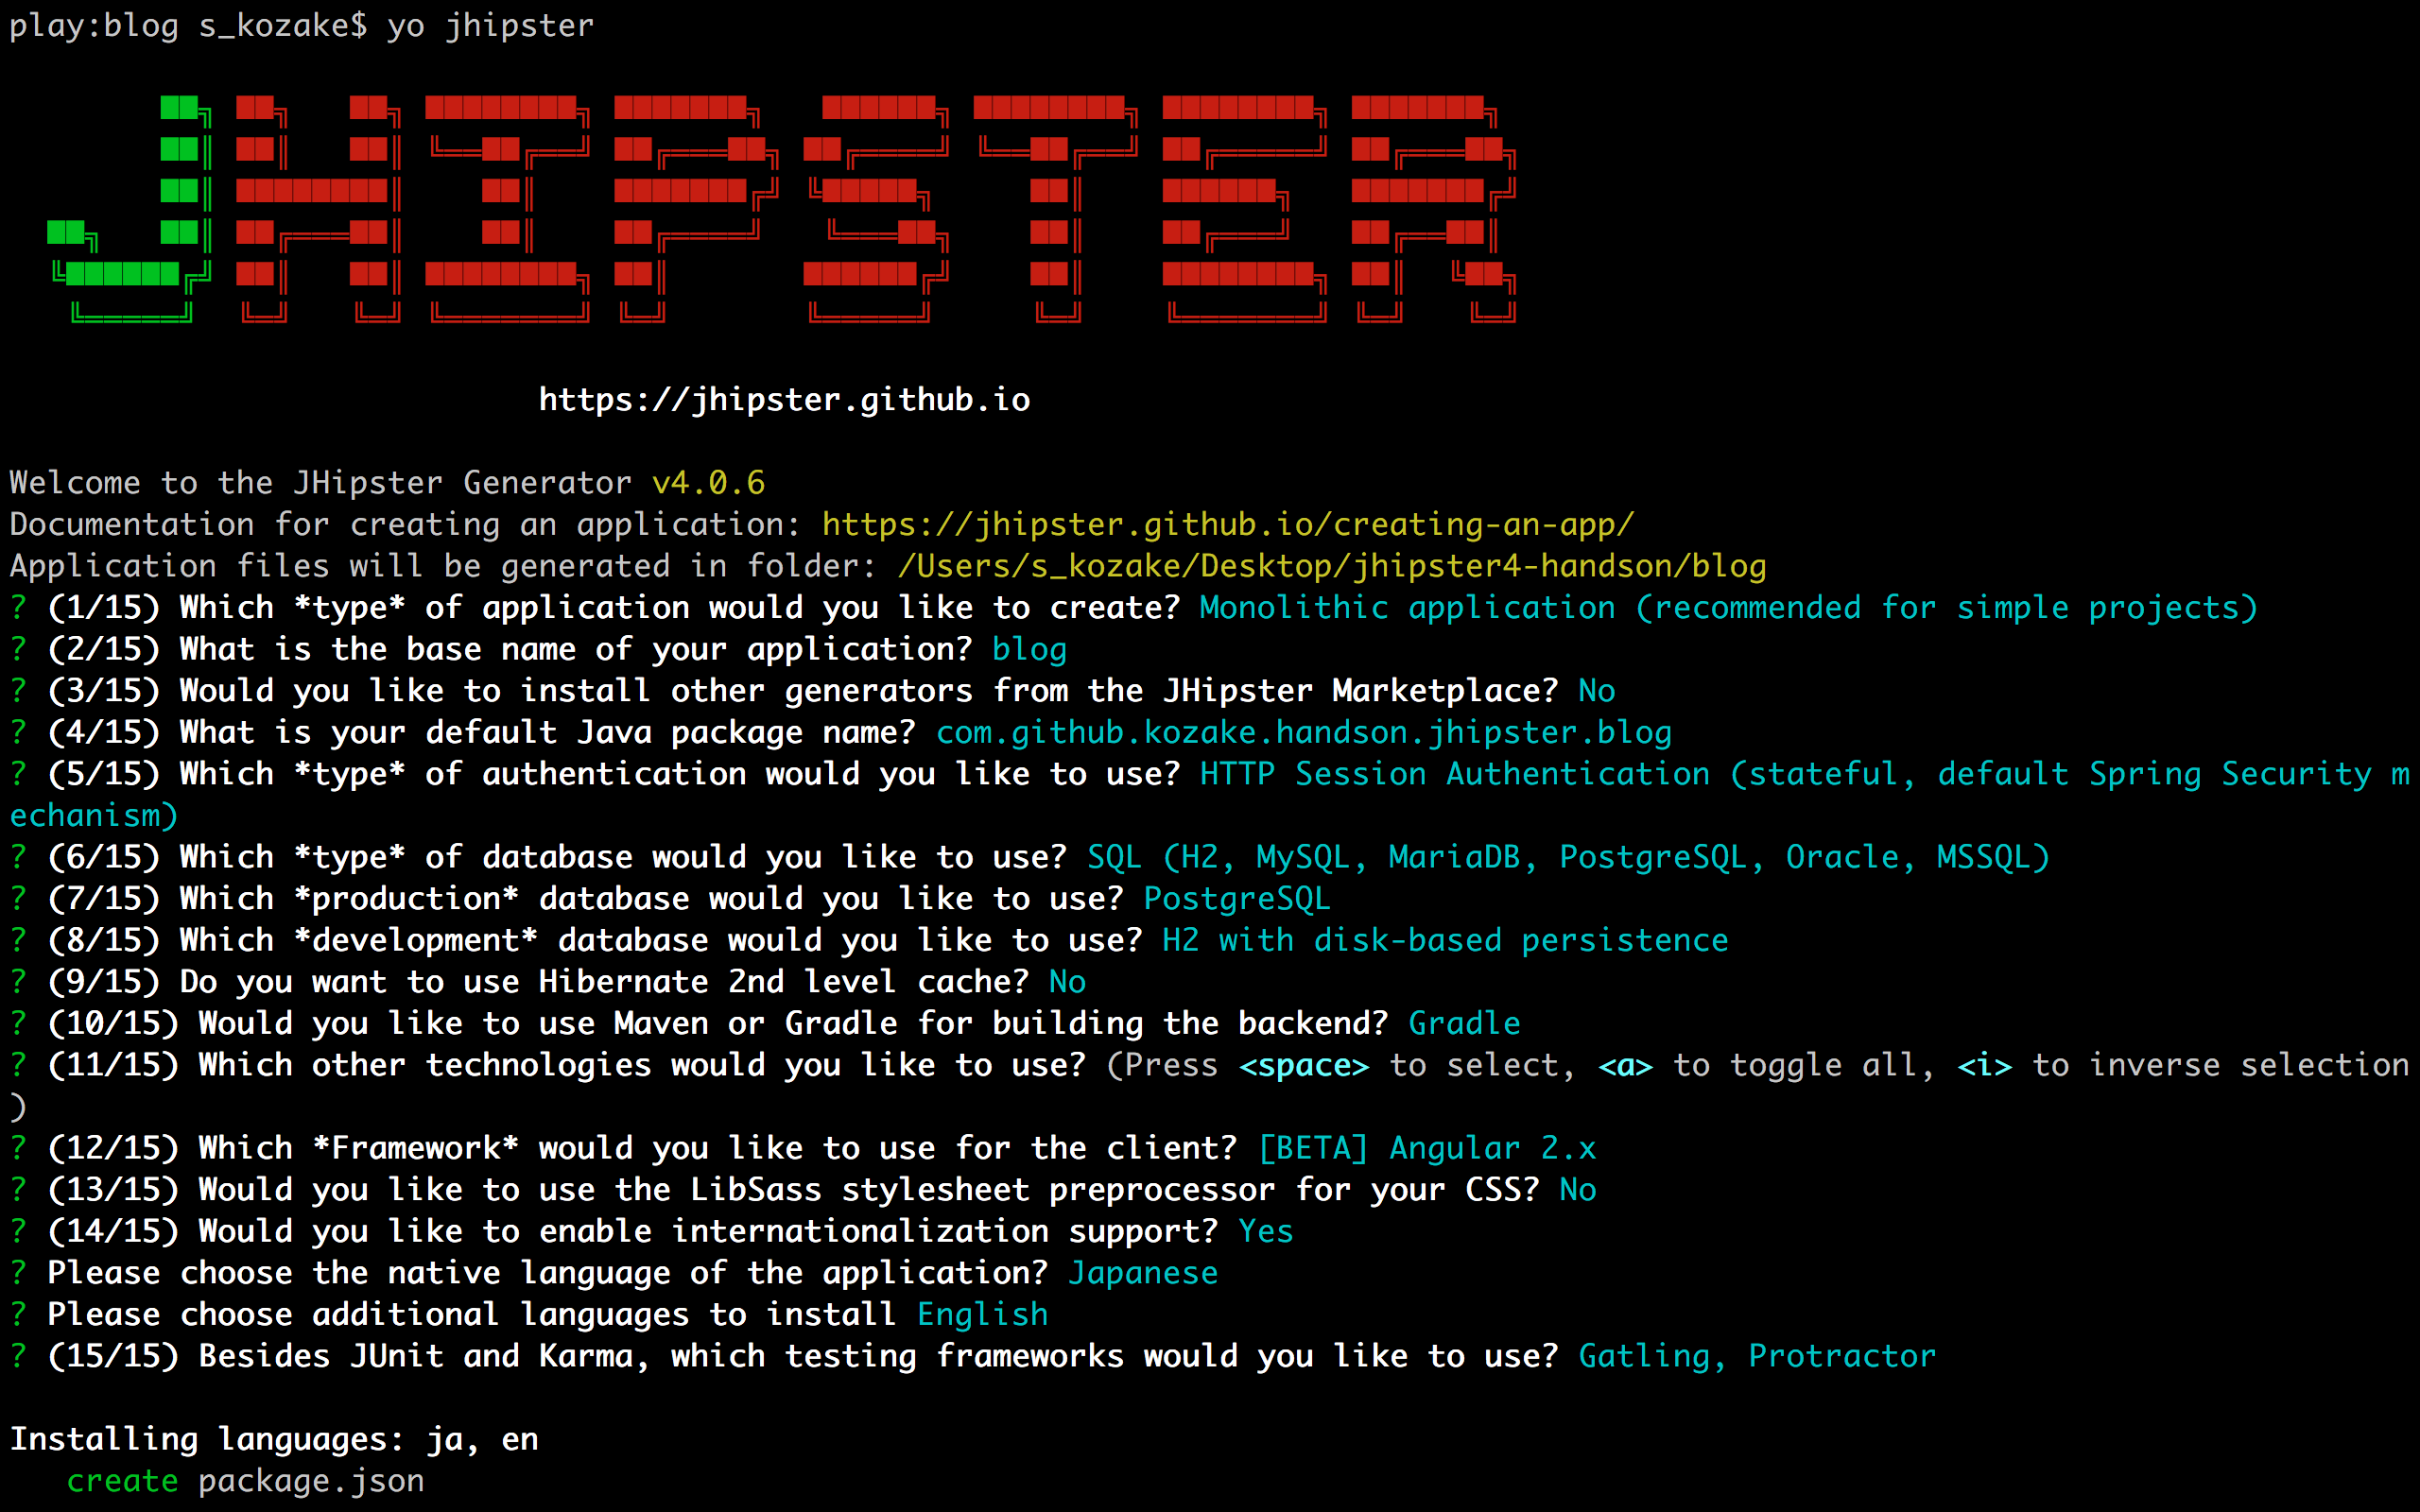 play:blog s_kozake$ yo jhipster
JHIPSTER
https://jhipster.github.io
Welcome to the JHipster Generator v4.0.6
Documentation for creating an application: https://jhipster.github.io/creating-an-app/
Application files will be generated in folder: /Users/s_kozake/Desktop/jhipster4-handson/blog
? (1/15) Which *type* of application would you like to create? Monolithic application (recommended for simple projects)
? (2/15) What is the base name of your application? blog
? (3/15) Would you like to install other generators from the JHipster Marketplace? No
? (4/15) What is your default Java package name? com.github.kozake.handson.jhipster.blog
? (5/15) Which *type* of authentication would you like to use? HTTP Session Authentication (stateful, default Spring Security m
echanism)
? (6/15) Which *type* of database would you like to use? SQL (H2, MySQL, MariaDB, PostgreSQL, Oracle, MSSQL)
? (7/15) Which *production* database would you like to use? PostgreSQL
? (8/15) Which *development* database would you like to use? H2 with disk-based persistence
? (9/15) Do you want to use Hibernate 2nd level cache? No
? (10/15) Would you like to use Maven or Gradle for building the backend? Gradle
? (11/15) Which other technologies would you like to use? (Press <space> to select, <a> to toggle all, <i> to inverse selection
)
? (12/15) Which *Framework* would you like to use for the client? [BETA] Angular 2.x
? (13/15) Would you like to use the LibSass stylesheet preprocessor for your CSS? No
? (14/15) Would you like to enable internationalization support? Yes
? Please choose the native language of the application? Japanese
? Please choose additional languages to install English
? (15/15) Besides JUnit and Karma, which testing frameworks would you like to use? Gatling, Protractor
Installing languages: ja, en
create package.json